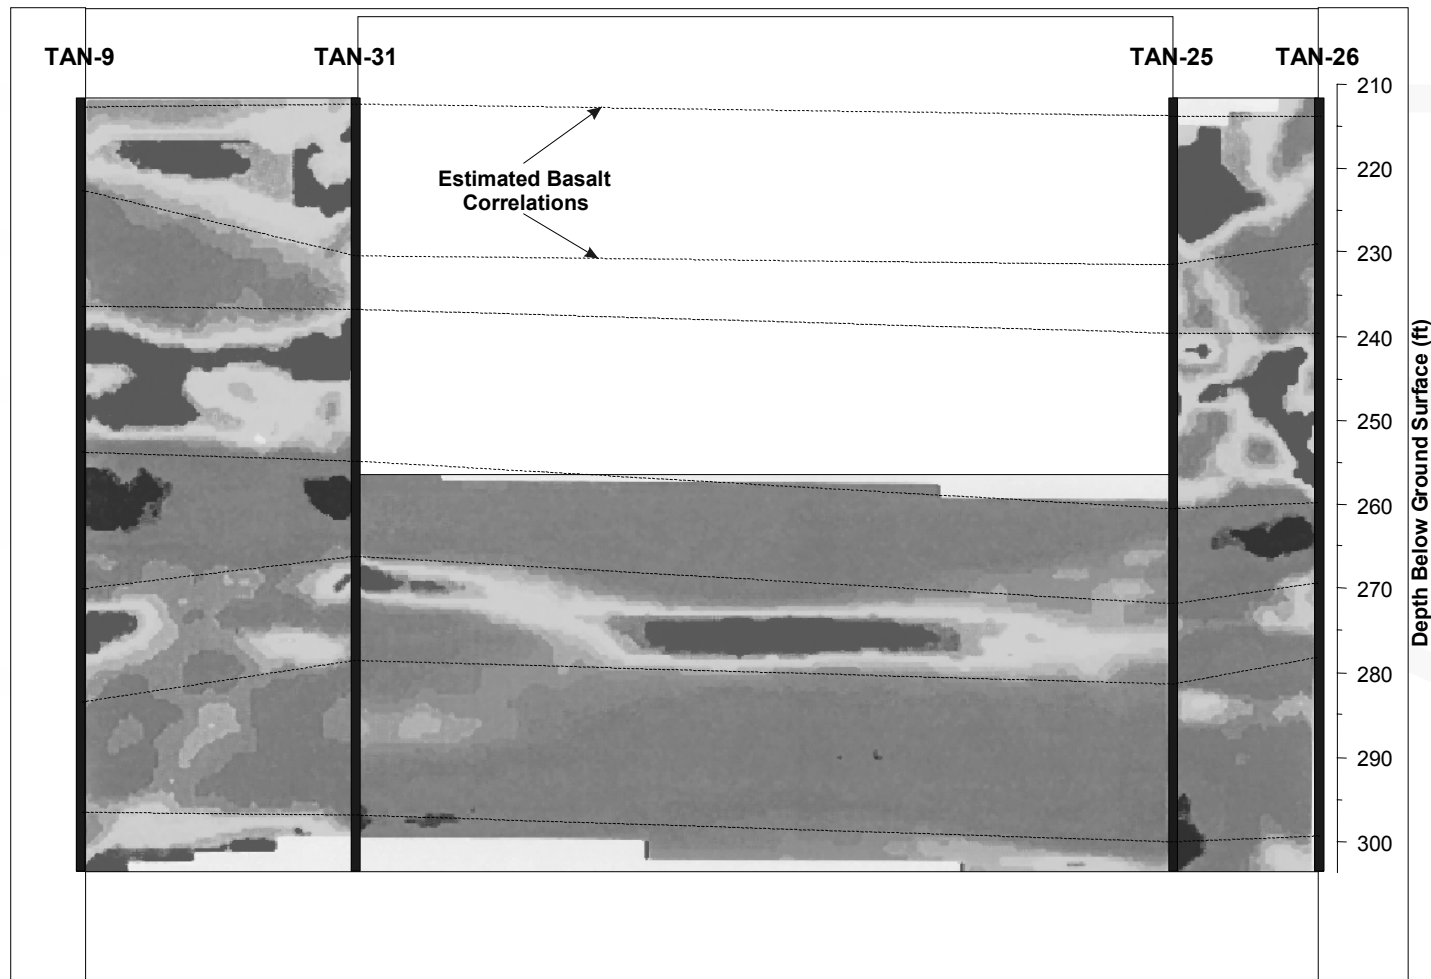 TAN-9
TAN-31
TAN-25
TAN-26
Estimated Basalt
Correlations
210
220
230
240
250
260
270
280
290
300
Depth Below Ground Surface (ft)